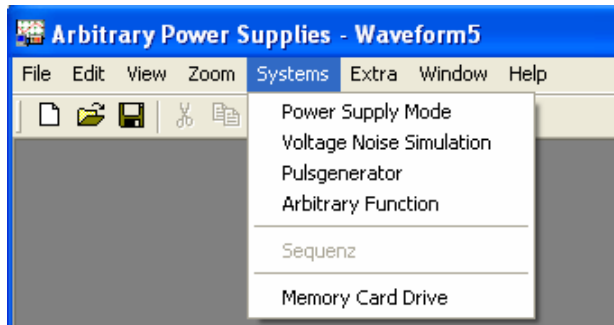 Arbitrary Power Supplies - Waveform5
File Edit View Zoom Systems Extra Window Help
Power Supply Mode
Voltage Noise Simulation
Pulsgenerator
Arbitrary Function
Sequenz
Memory Card Drive